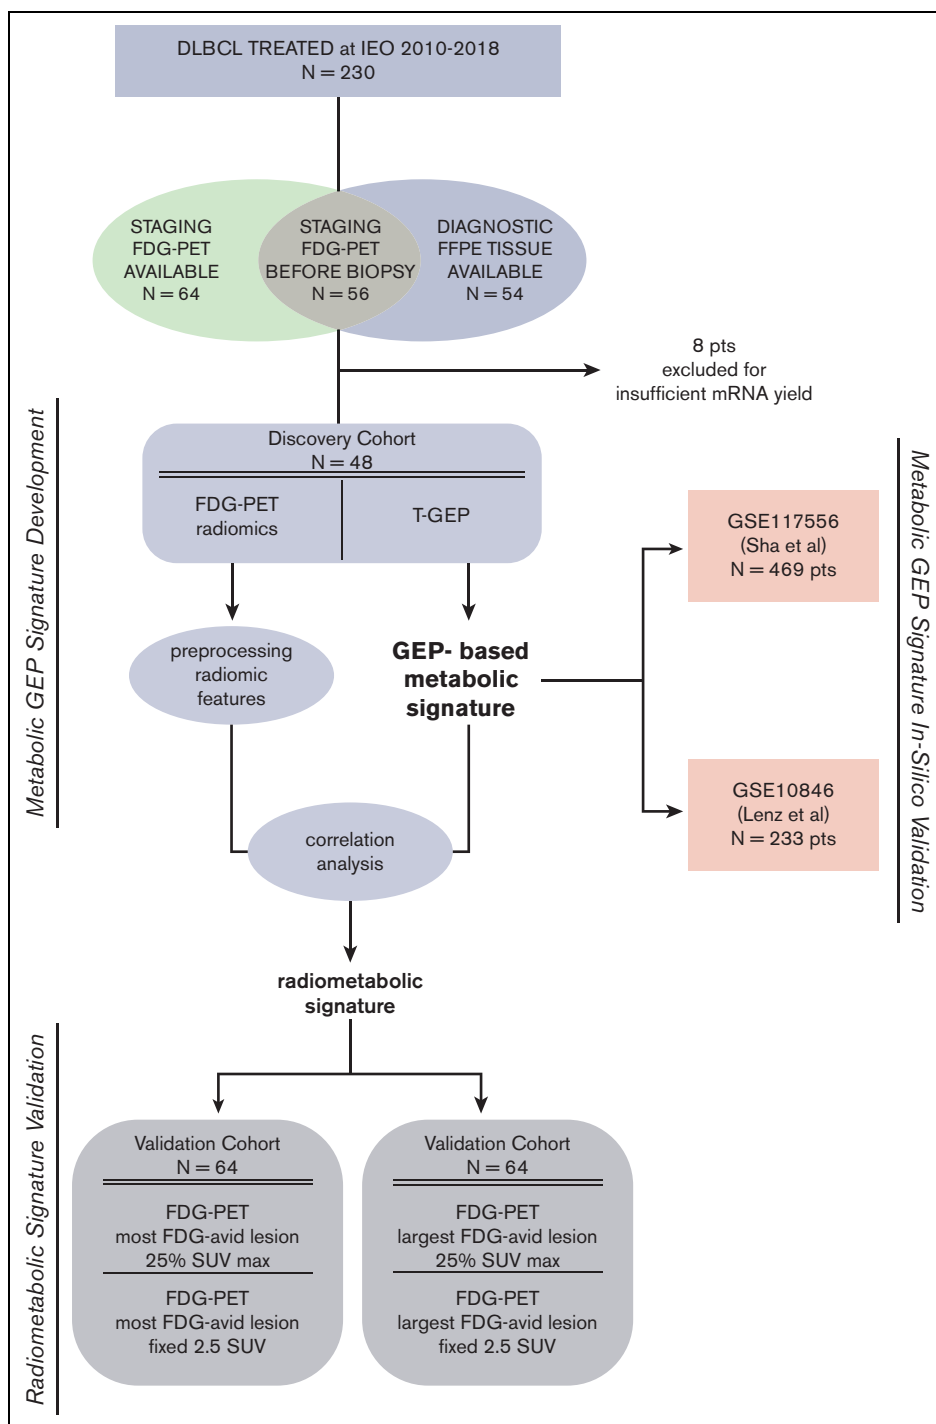 DLBCL TREATED at IEO 2010-2018
N = 230
STAGING
FDG-PET
AVAILABLE
N = 64
STAGING
FDG-PET
BEFORE BIOPSY
N = 56
DIAGNOSTIC
FFPE TISSUE
AVAILABLE
N = 54
8 pts
excluded for
insufficient mRNA yield
Metabolic GEP Signature Development
Discovery Cohort
N = 48
FDG-PET
radiomics
T-GEP
preprocessing
radiomic
features
GEP- based
metabolic
signature
GSE117556
(Sha et al)
N = 469 pts
GSE10846
(Lenz et al)
N = 233 pts
Metabolic GEP Signature In-Silico Validation
correlation
analysis
radiometabolic
signature
Radiometabolic Signature Validation
Validation Cohort
N = 64
FDG-PET
most FDG-avid lesion
25% SUV max
FDG-PET
most FDG-avid lesion
fixed 2.5 SUV
Validation Cohort
N = 64
FDG-PET
largest FDG-avid lesion
25% SUV max
FDG-PET
largest FDG-avid lesion
fixed 2.5 SUV